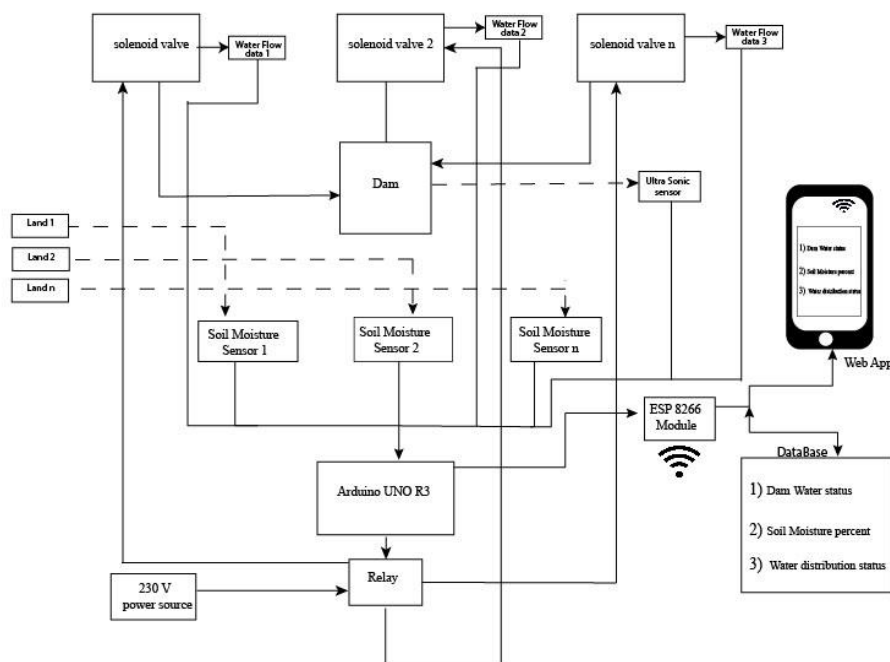 solenoid valve
Water Flow
data 1
solenoid valve 2
Water Flow
data 2
solenoid valve n
Water Flow
data 3
Dam
Ultra Sonic
sensor
Land 1
Land 2
Land n
Soil Moisture
Sensor 1
Soil Moisture
Sensor 2
Soil Moisture
Sensor n
1) Dam Water status
2) Soil Moisture percent
3) Water distribution status
Web App
ESP 8266
Module
Arduino UNO R3
DataBase
1) Dam Water status
2) Soil Moisture percent
3) Water distribution status
Relay
230 V
power source